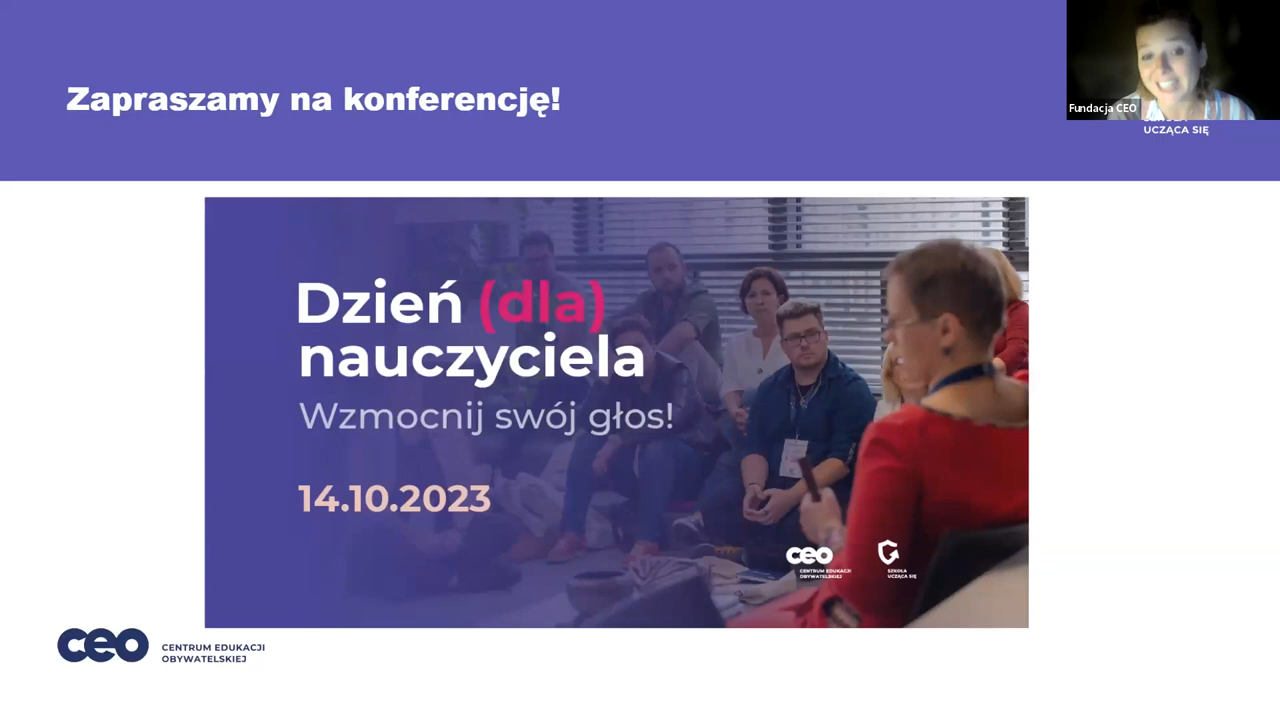 Zapraszamy na konferencję!
Fundacja CEO
UCZĄCA SIĘ
Dzień (dla)
nauczyciela
Wzmocnij swój głos!
14.10.2023
ceo
CENTRUM EDUKACJI
OBYWATELSKIEJ
SZKOŁA
UCZĄCA SIĘ
ceo
CENTRUM EDUKACJI
OBYWATELSKIEJ